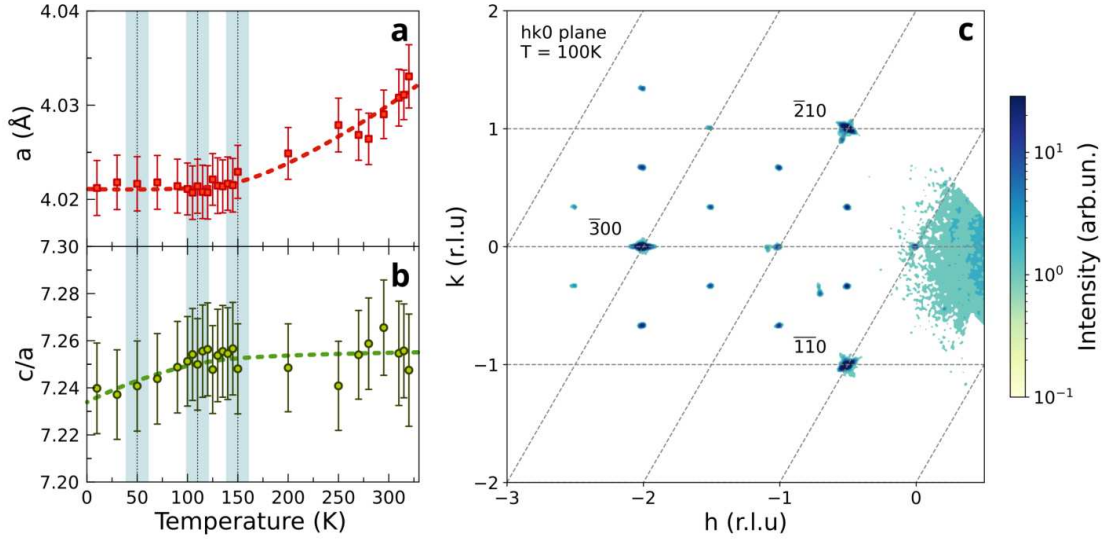 4.04
4.03
4.02
7.30
a (Å)
a
7.28
7.26
7.24
7.22
7.20
c/a
b
0 50 100 150 200 250 300
Temperature (K)
2
1
0
−1
−2
k (r.l.u)
hk0 plane
T = 100K
c
2̅10
3̅00
1̅1̅0
−3 −2 −1 0
h (r.l.u)
10¹
10⁰
10⁻¹
Intensity (arb.un.)